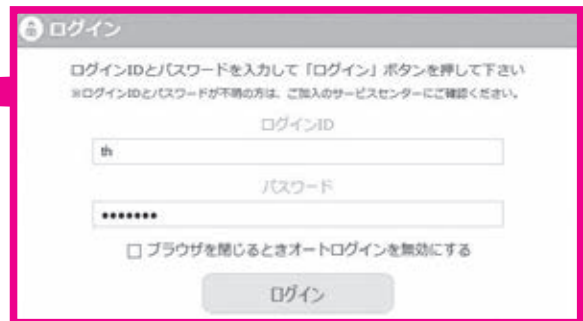 ログイン
ログインIDとパスワードを入力して「ログイン」ボタンを押して下さい
※ログインIDとパスワードが不明の方は、ご加入のサービスセンターにご確認ください。
ログインID
th
パスワード
•••••••
□ ブラウザを閉じるときオートログインを無効にする
ログイン